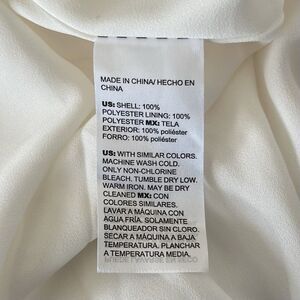 MADE IN CHINA/ HECHO EN
CHINA
US: SHELL: 100%
POLYESTER LINING: 100%
POLYESTER MX: TELA
EXTERIOR: 100% poliéster
FORRO: 100% poliéster
US: WITH SIMILAR COLORS.
MACHINE WASH COLD.
ONLY NON-CHLORINE
BLEACH. TUMBLE DRY LOW.
WARM IRON. MAY BE DRY
CLEANED MX: CON
COLORES SIMILARES.
LAVAR A MÁQUINA CON
AGUA FRÍA. SOLAMENTE
BLANQUEADOR SIN CLORO.
SECAR A MÁQUINA A BAJA
TEMPERATURA. PLANCHAR
A TEMPERATURA MEDIA.